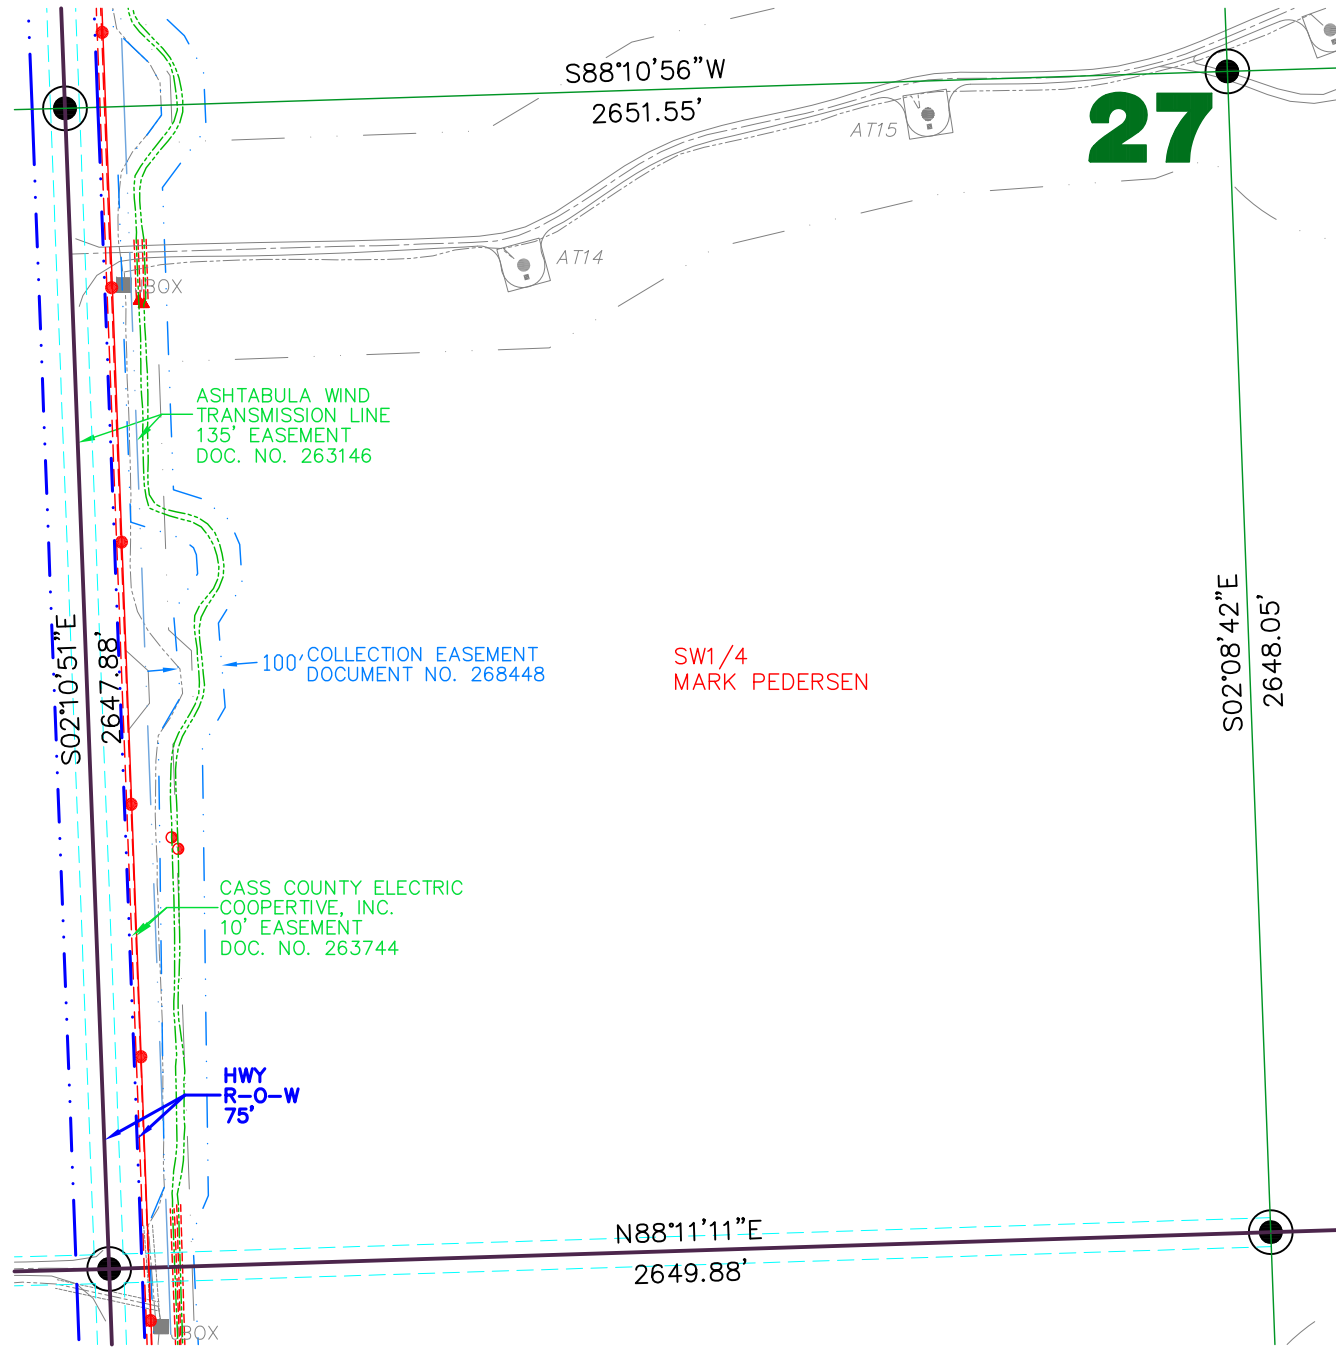 S88°10'56"W
2651.55'
27
AT15
AT14
JBOX
ASHTABULA WIND
TRANSMISSION LINE
135' EASEMENT
DOC. NO. 263146
S02°10'51"E
2647.88'
100' COLLECTION EASEMENT
DOCUMENT NO. 268448
SW1/4
MARK PEDERSEN
S02°08'42"E
2648.05'
CASS COUNTY ELECTRIC
COOPERTIVE, INC.
10' EASEMENT
DOC. NO. 263744
HWY
R-O-W
75'
N88°11'11"E
2649.88'
JBOX